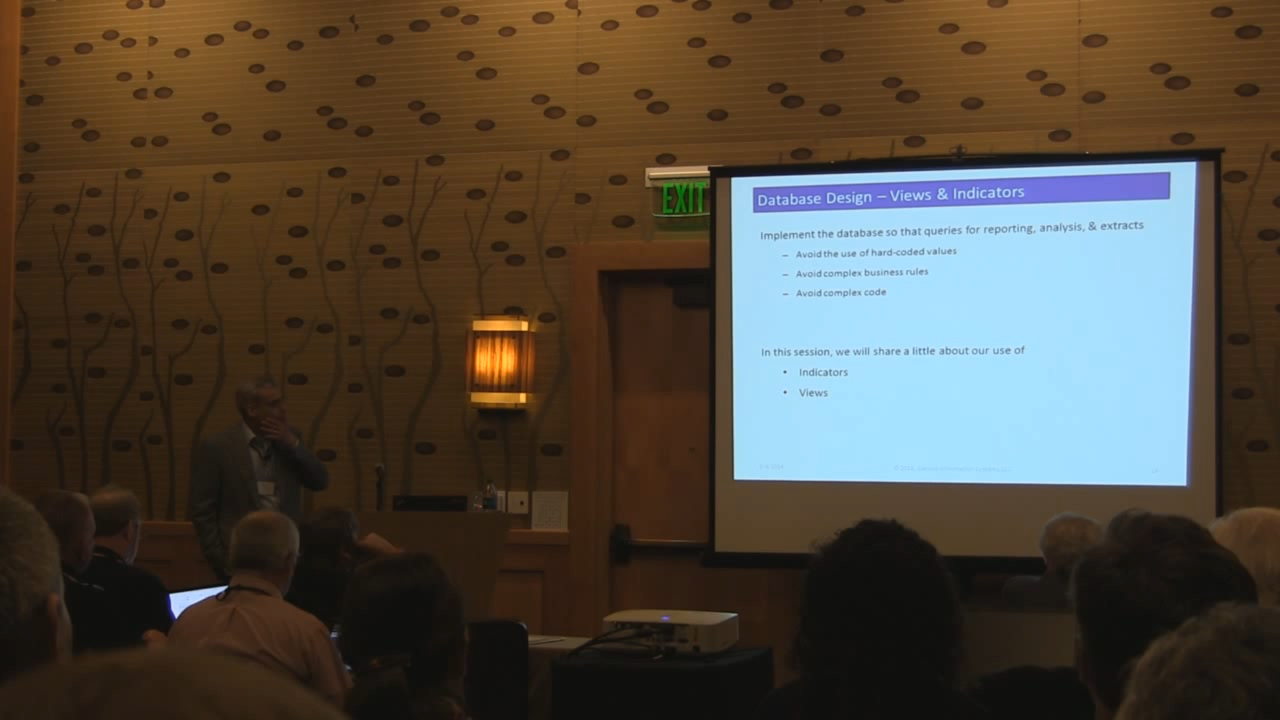 EXIT
Database Design – Views & Indicators
Implement the database so that queries for reporting, analysis, & extracts
– Avoid the use of hard-coded values
– Avoid complex business rules
– Avoid complex code
In this session, we will share a little about our use of
• Indicators
• Views